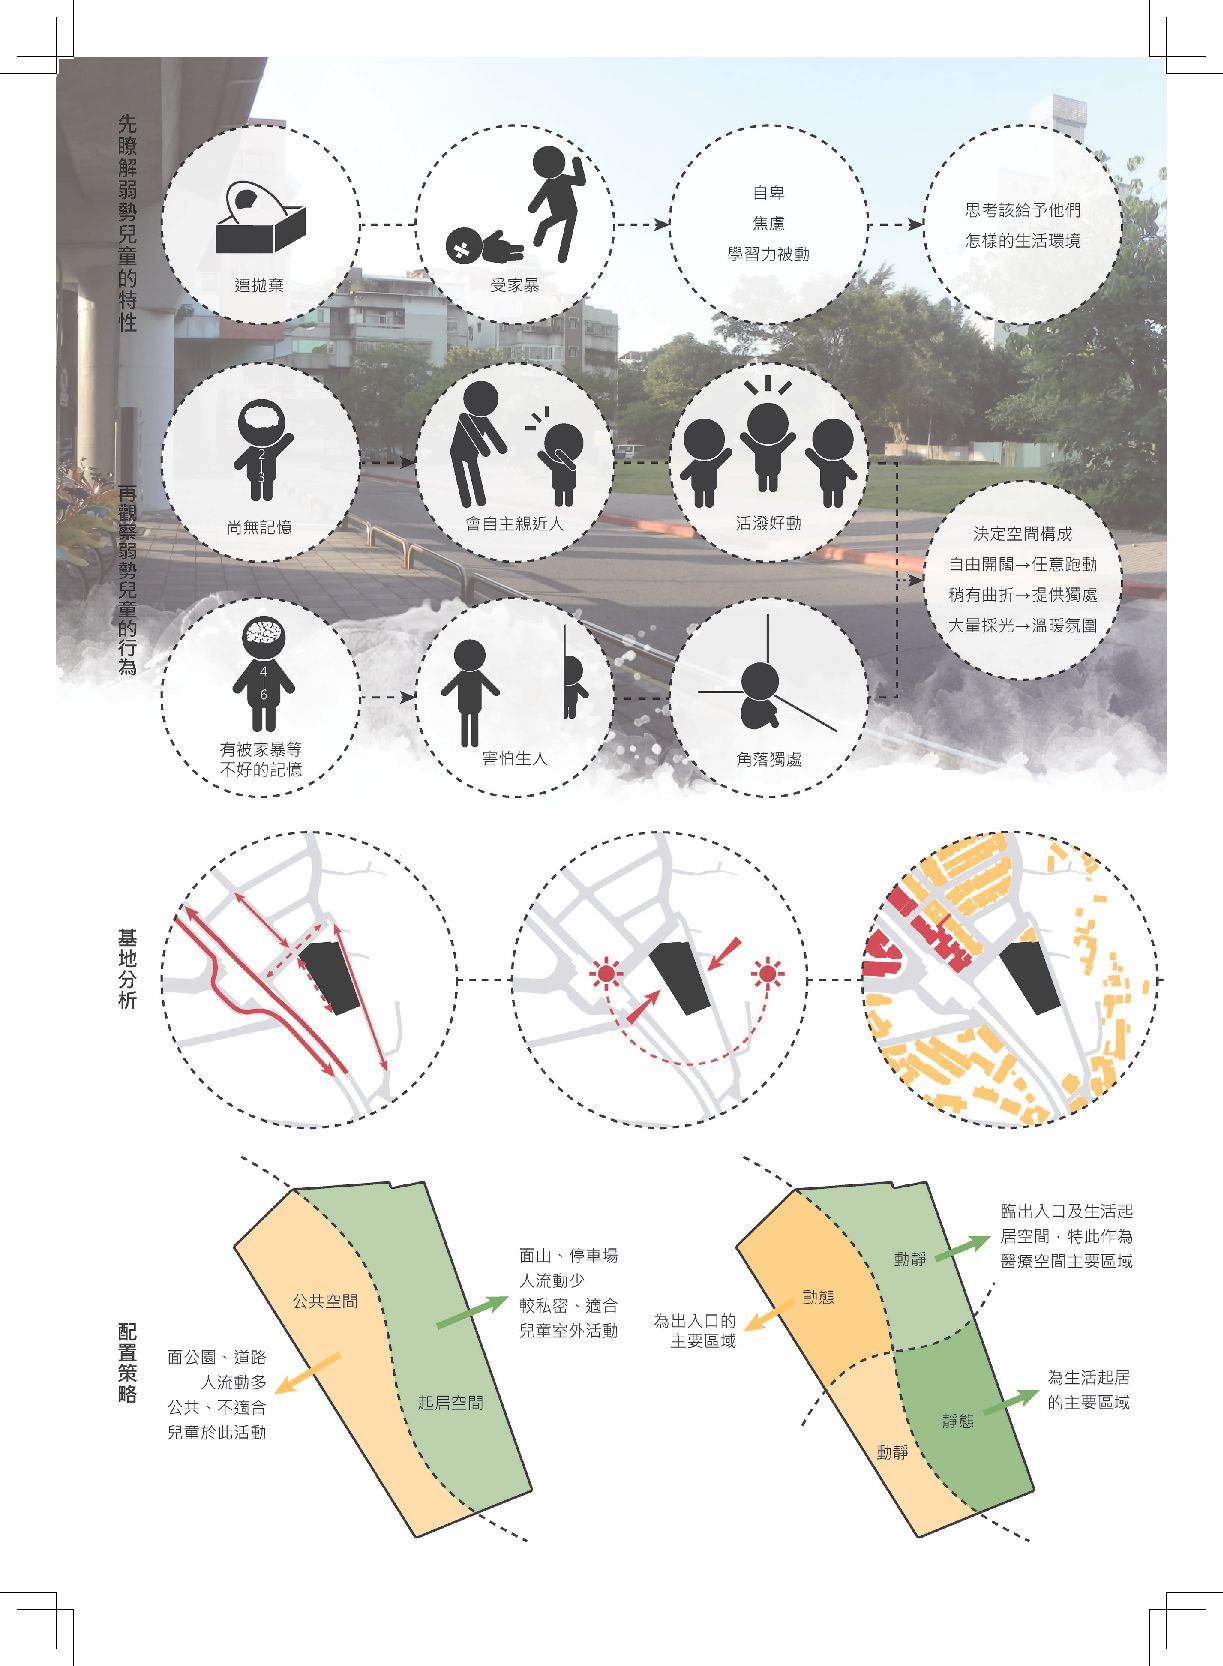 先瞭解弱勢兒童的特性
遭拋棄
受家暴
自卑
焦慮
學習力被動
思考該給予他們
怎樣的生活環境
再觀察弱勢兒童的行為
2
3
尚無記憶
會自主親近人
活潑好動
4
6
有被家暴等
不好的記憶
害怕生人
角落獨處
決定空間構成
自由開闊→任意跑動
稍有曲折→提供獨處
大量採光→溫暖氛圍
基地分析
配置策略
公共空間
起居空間
面公園、道路
人流動多
公共、不適合
兒童於此活動
面山、停車場
人流動少
較私密、適合
兒童室外活動
動靜
動態
靜態
動靜
為出入口的
主要區域
臨出入口及生活起
居空間，特此作為
醫療空間主要區域
為生活起居
的主要區域